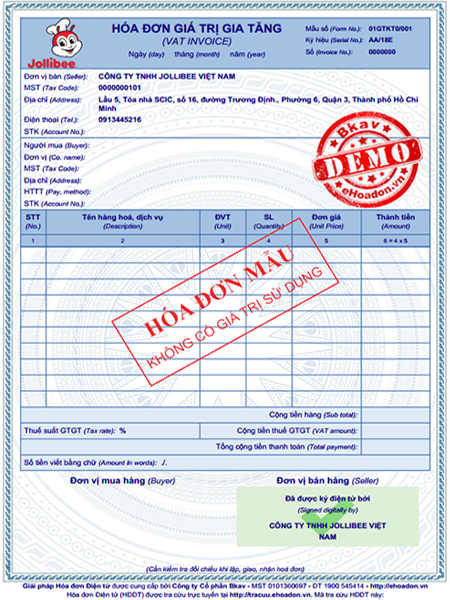 Jollibee
HÓA ĐƠN GIÁ TRỊ GIA TĂNG
(VAT INVOICE)
Ngày (day) tháng (month) năm (year)
Mẫu số (Form No.): 01GTKT0/001
Ký hiệu (Serial No.): AA/18E
Số (Invoice No.): 0000000
Đơn vị bán (Seller): CÔNG TY TNHH JOLLIBEE VIỆT NAM
MST (Tax Code): 0000000101
Địa chỉ (Address): Lầu 5, Tòa nhà SCIC, số 16, đường Trương Định., Phường 6, Quận 3, Thành phố Hồ Chí
Minh
Điện thoại (Tel.): 0913445216
STK (Account No.):
Người mua (Buyer):
Đơn vị (Co. name):
MST (Tax Code):
Địa chỉ (Address):
HTTT (Pay, method):
STK (Account No.):
Bkav
DEMO
eHoadon.vn
STT Tên hàng hoá, dịch vụ ĐVT SL Đơn giá Thành tiền
(No.) (Description) (Unit) (Quantity) (Unit Price) (Amount)
1 2 3 4 5 6 = 4 x 5
HÓA ĐƠN MẪU
KHÔNG CÓ GIÁ TRỊ SỬ DỤNG
Cộng tiền hàng (Sub total):
Thuế suất GTGT (Tax rate): % Cộng tiền thuế GTGT (VAT amount):
Tổng cộng tiền thanh toán (Total payment):
Số tiền viết bằng chữ (Amount in words): ./.
Đơn vị mua hàng (Buyer) Đơn vị bán hàng (Seller)
Đã được ký điện tử bởi
(Signed digitally by)
CÔNG TY TNHH JOLLIBEE VIỆT
NAM
(Cần kiểm tra đối chiếu khi lập, giao, nhận hoá đơn)
Giải pháp Hóa đơn Điện tử được cung cấp bởi Công ty Cổ phần Bkav - MST 0101360697 - ĐT 1900 545414 - http://ehoadon.vn
Hóa đơn Điện tử (HĐĐT) được tra cứu trực tuyến tại http://tracuu.ehoadon.vn. Mã tra cứu HĐĐT này: